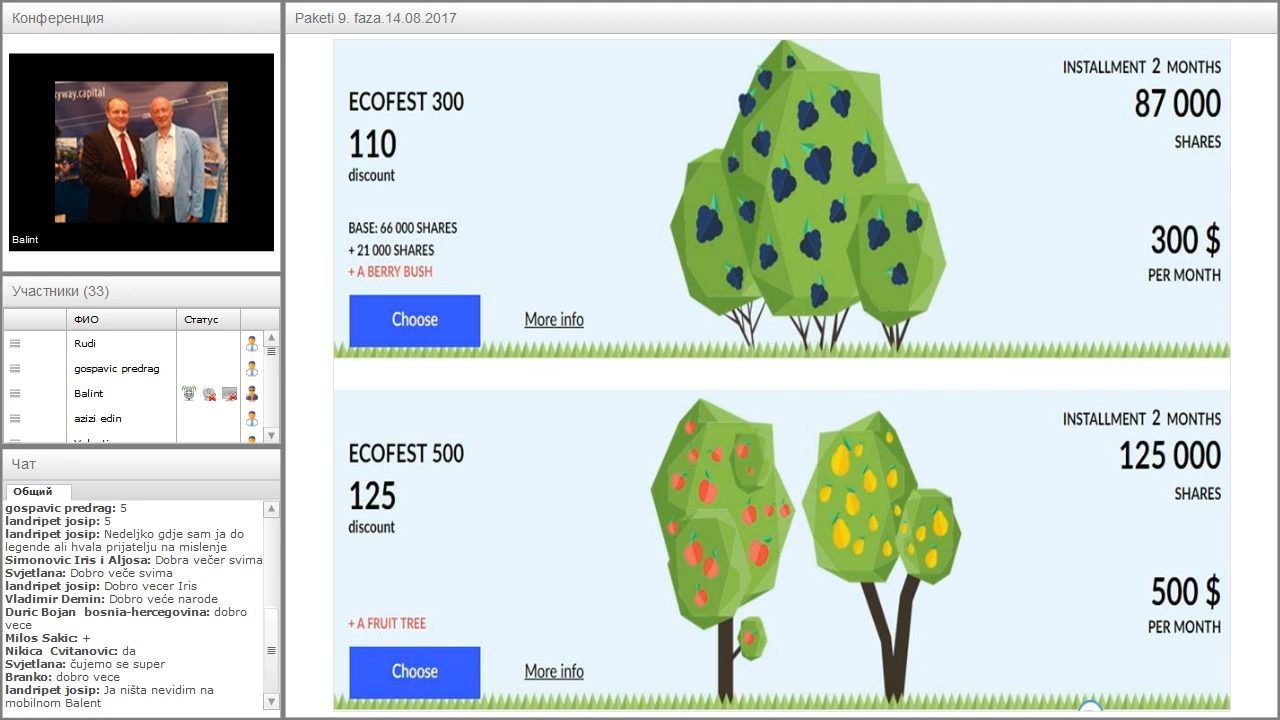 Конференция
yway.capital
Balint
Участники (33)
ФИО Статус
Rudi
gospavic predrag
Balint
azizi edin
Чат
Общий
gospavic predrag: 5
landripet josip: 5
landripet josip: Nedeljko gdje sam ja do
legende ali hvala prijatelju na mislenje
Simonovic Iris i Aljosa: Dobra večer svima
Svjetlana: Dobro veče svima
landripet josip: Dobro vecer Iris
Vladimir Demin: Dobro veće narode
Duric Bojan bosnia-hercegovina: dobro
vece
Milos Sakic: +
Nikica Cvitanovic: da
Svjetlana: čujemo se super
Branko: dobro vece
landripet josip: Ja ništa nevidim na
mobilnom Balent
Paketi 9. faza.14.08.2017
ECOFEST 300
110
discount
BASE: 66 000 SHARES
+ 21 000 SHARES
+ A BERRY BUSH
Choose More info
INSTALLMENT 2 MONTHS
87 000
SHARES
300 $
PER MONTH
ECOFEST 500
125
discount
+ A FRUIT TREE
Choose More info
INSTALLMENT 2 MONTHS
125 000
SHARES
500 $
PER MONTH